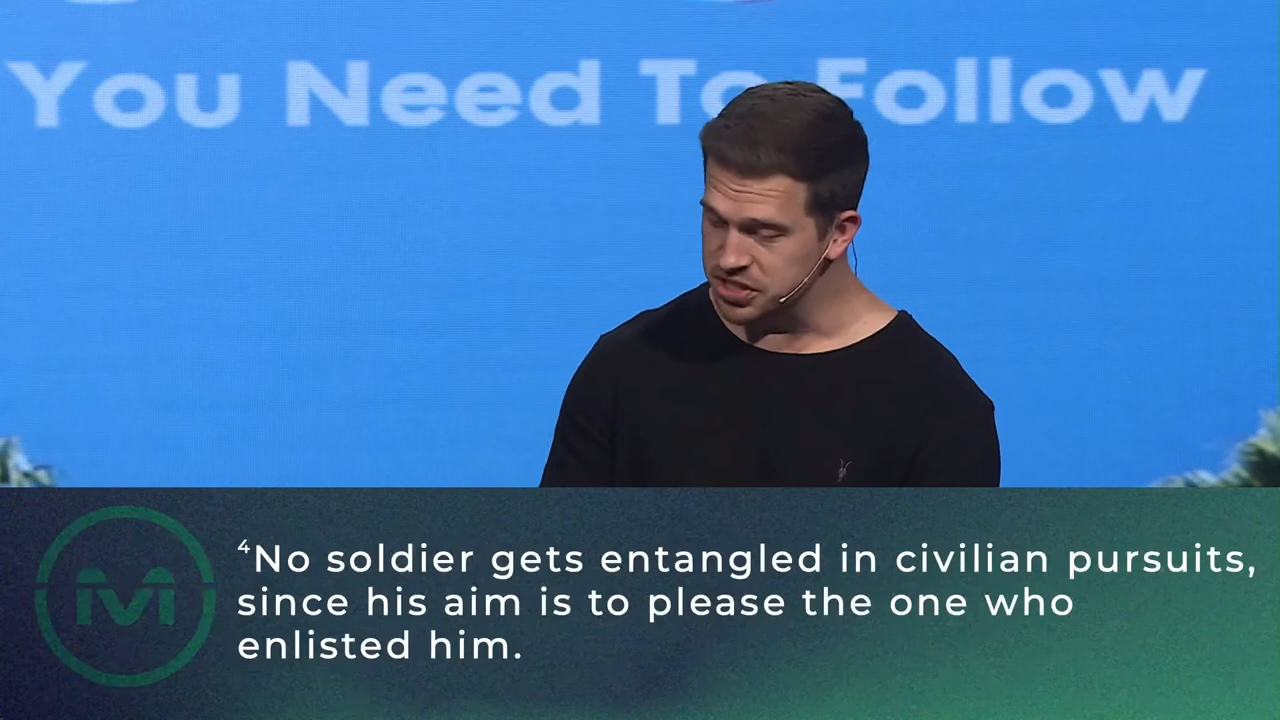 You Need To Follow
⁴No soldier gets entangled in civilian pursuits,
since his aim is to please the one who
enlisted him.